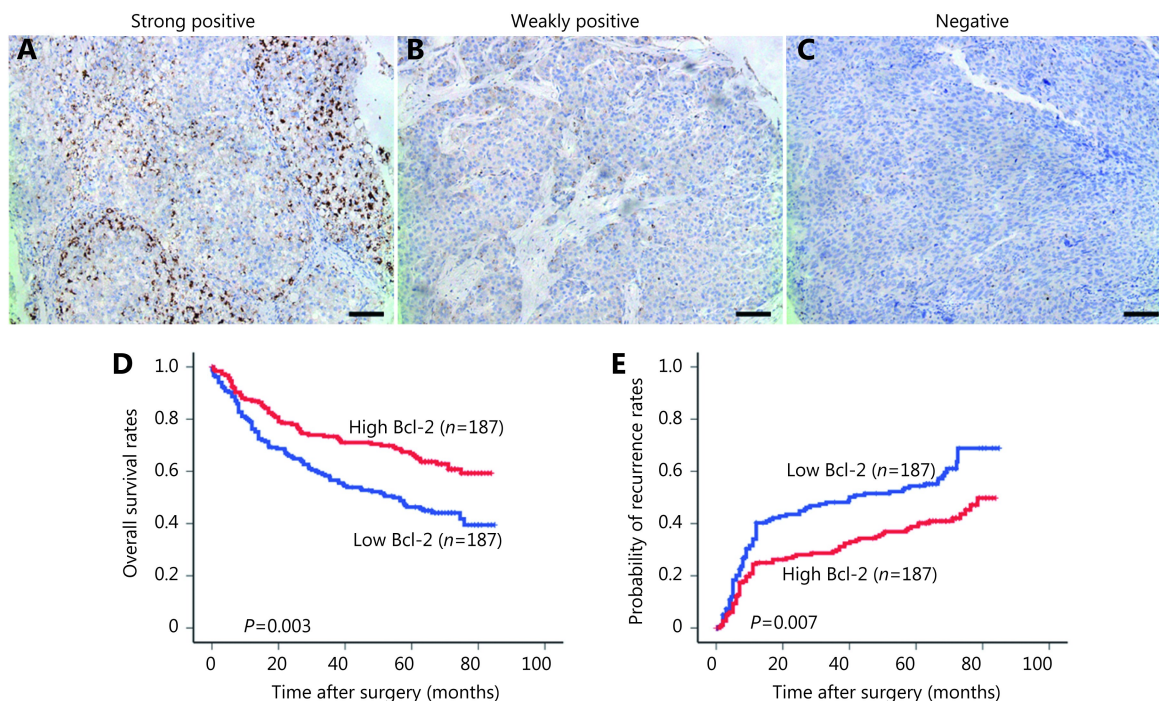 Strong positive
Weakly positive
Negative
A
B
C
D
Overall survival rates
1.0
0.8
0.6
0.4
0.2
0
High Bcl-2 (n=187)
Low Bcl-2 (n=187)
P=0.003
0 20 40 60 80 100
Time after surgery (months)
E
Probability of recurrence rates
1.0
0.8
0.6
0.4
0.2
0
Low Bcl-2 (n=187)
High Bcl-2 (n=187)
P=0.007
0 20 40 60 80 100
Time after surgery (months)